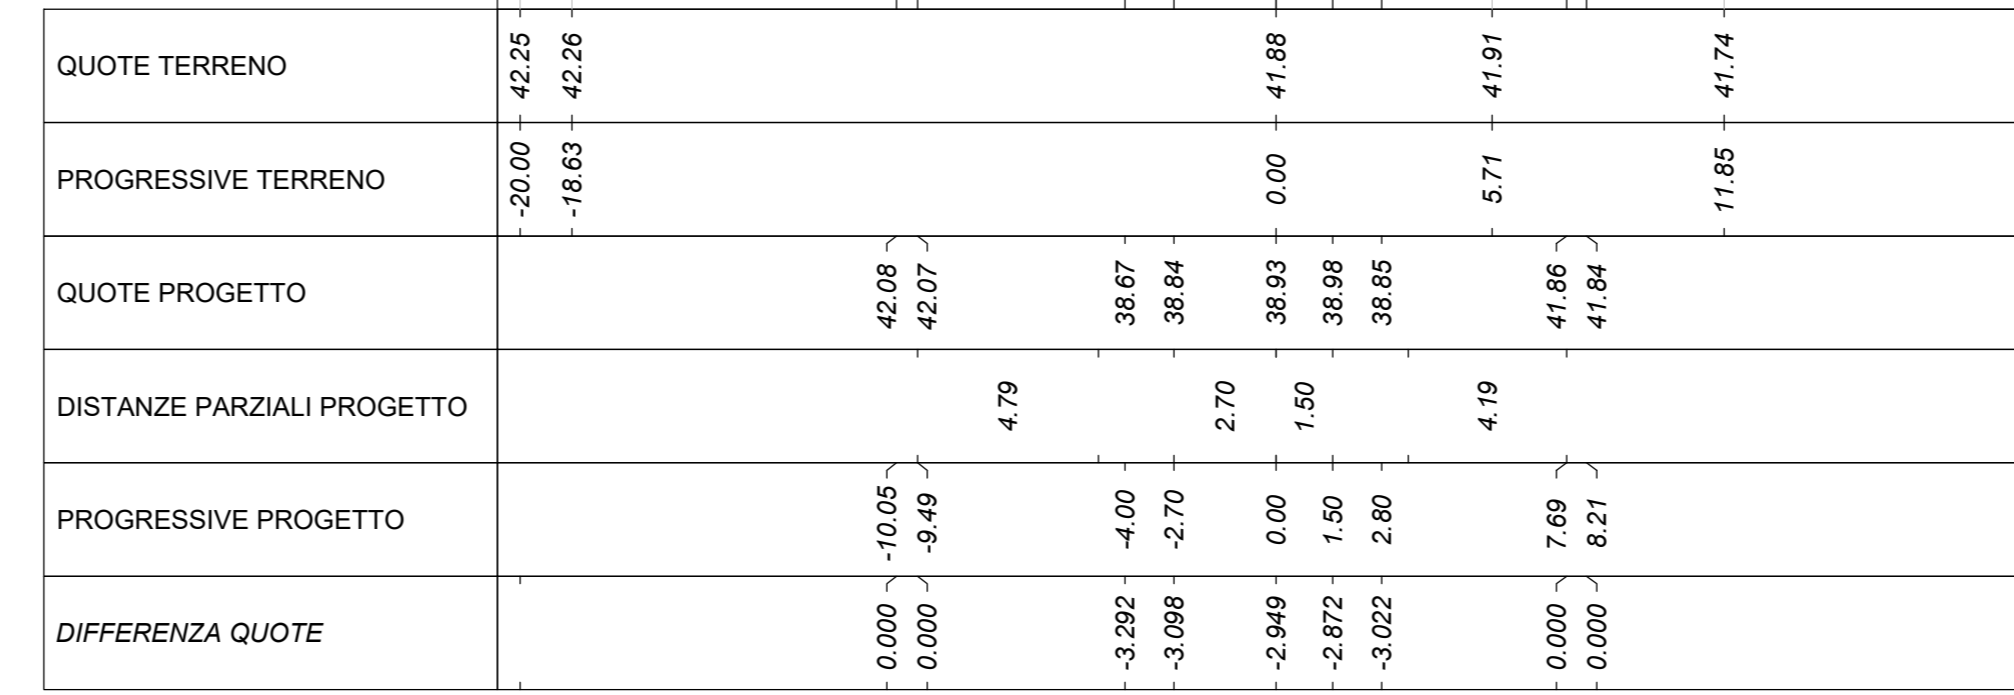 QUOTE TERRENO 42.25 42.26 41.88 41.91 41.74
PROGRESSIVE TERRENO -20.00 -18.63 0.00 5.71 11.85
QUOTE PROGETTO 42.08 42.07 38.67 38.84 38.93 38.98 38.85 41.86 41.84
DISTANZE PARZIALI PROGETTO 4.79 2.70 1.50 4.19
PROGRESSIVE PROGETTO -10.05 -9.49 -4.00 -2.70 0.00 1.50 2.80 7.69 8.21
DIFFERENZA QUOTE 0.000 0.000 -3.292 -3.098 -2.949 -2.872 -3.022 0.000 0.000